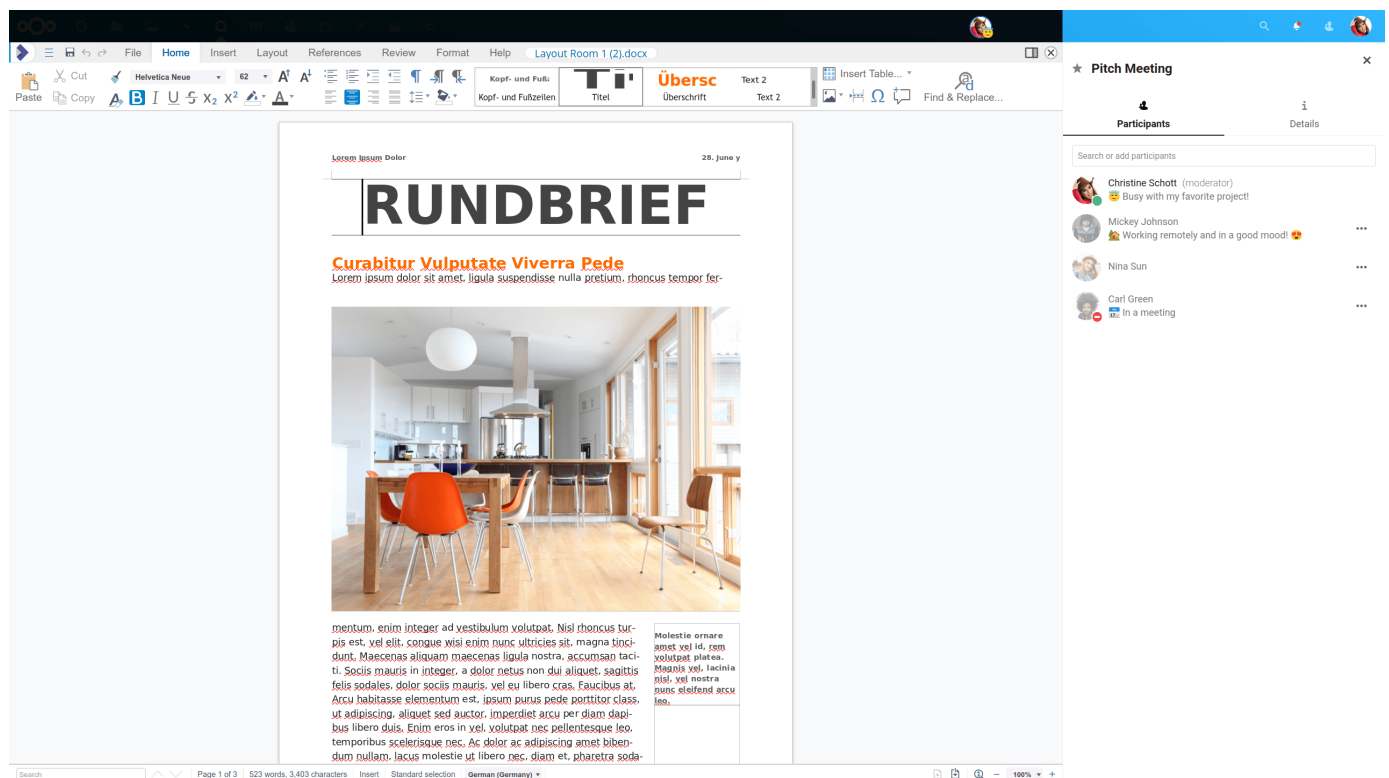 File Home Insert Layout References Review Format Help Layout Room 1 (2).docx
Paste Cut Copy
Helvetica Neue 62
Kopf- und Fuß
Kopf- und Fußzeilen
Titel
Übersc
Überschrift
Text 2
Text 2
Insert Table...
Find & Replace...
Lorem Ipsum Dolor 28. June y
RUNDBRIEF
Curabitur Vulputate Viverra Pede
Lorem ipsum dolor sit amet, ligula suspendisse nulla pretium, rhoncus tempor fer-
mentum, enim integer ad vestibulum volutpat. Nisl rhoncus tur-
pis est, vel elit, congue wisi enim nunc ultricies sit, magna tinci-
dunt. Maecenas aliquam maecenas ligula nostra, accumsan taci-
ti. Sociis mauris in integer, a dolor netus non dui aliquet, sagittis
felis sodales, dolor sociis mauris, vel eu libero cras. Faucibus at.
Arcu habitasse elementum est, ipsum purus pede porttitor class,
ut adipiscing, aliquet sed auctor, imperdiet arcu per diam dapi-
bus libero duis. Enim eros in vel, volutpat nec pellentesque leo,
temporibus scelerisque nec. Ac dolor ac adipiscing amet biben-
dum nullam, lacus molestie ut libero nec, diam et, pharetra soda-
Molestie ornare
amet vel id, rem
volutpat platea.
Magnis vel, lacinia
nisl, vel nostra
nunc eleifend arcu
leo.
Search
Page 1 of 3
523 words, 3,403 characters
Insert
Standard selection
German (Germany)
100%
Pitch Meeting
Participants
Details
Search or add participants
Christine Schott (moderator)
😇 Busy with my favorite project!
Mickey Johnson
🏡 Working remotely and in a good mood! 😍
Nina Sun
Carl Green
📅 In a meeting